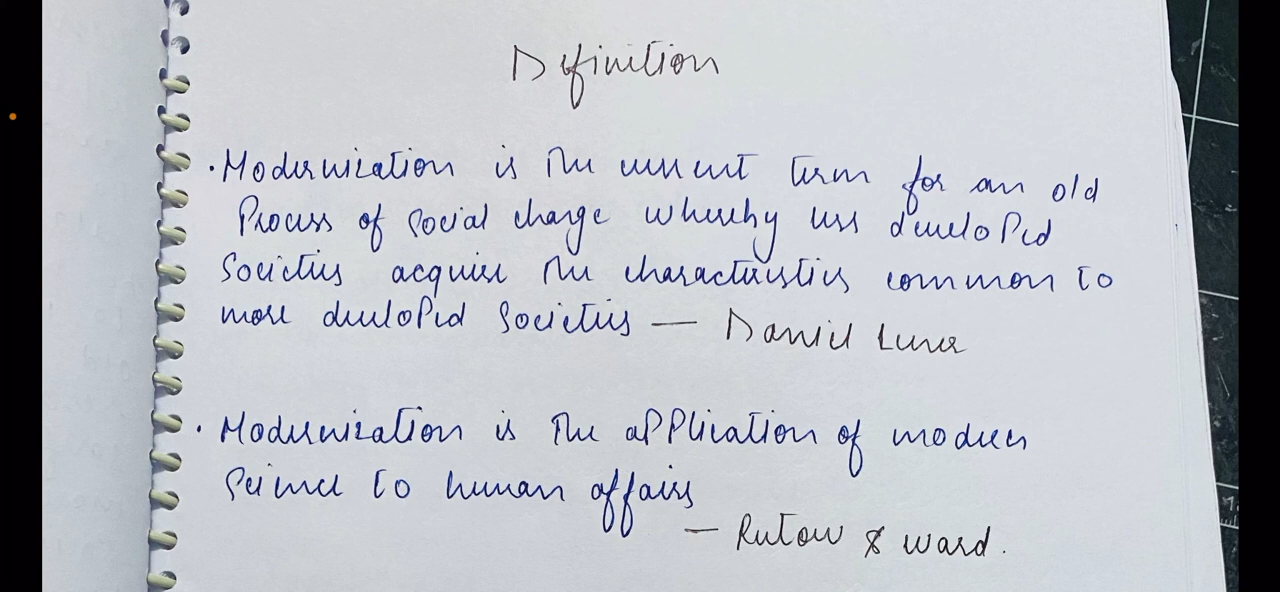 Definition
· Modernization is the current term for an old
Process of social change whereby less developed
Societies acquire the characteristics common to
more developed Societies — Daniel Lerner
· Modernization is the application of modern
Science to human affairs
— Rutow & ward.